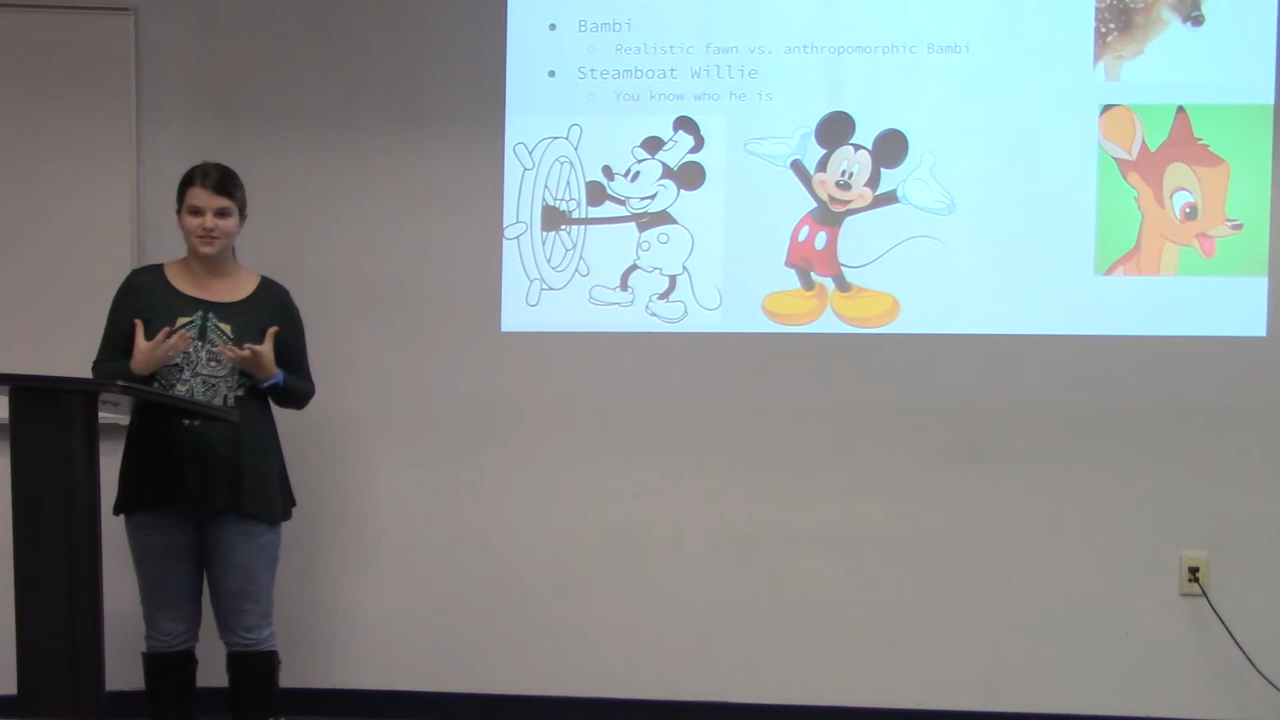 Bambi
Realistic fawn vs. anthropomorphic Bambi
Steamboat Willie
You know who he is